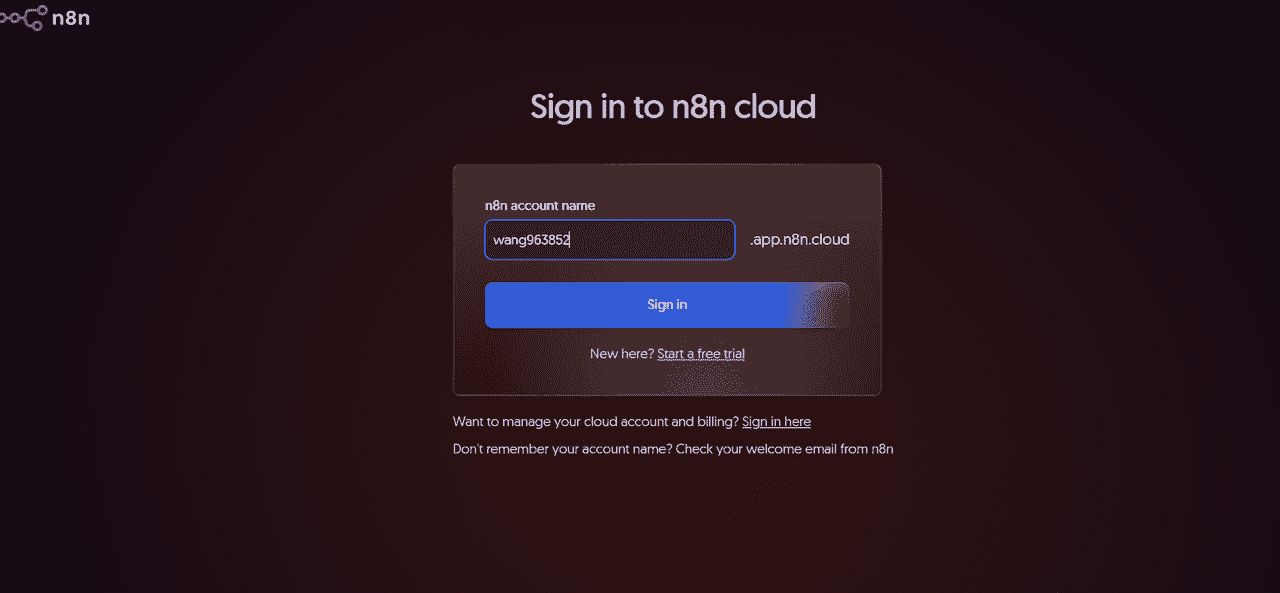 n8n
Sign in to n8n cloud
n8n account name
wang963852 .app.n8n.cloud
Sign in
New here? Start a free trial
Want to manage your cloud account and billing? Sign in here
Don't remember your account name? Check your welcome email from n8n